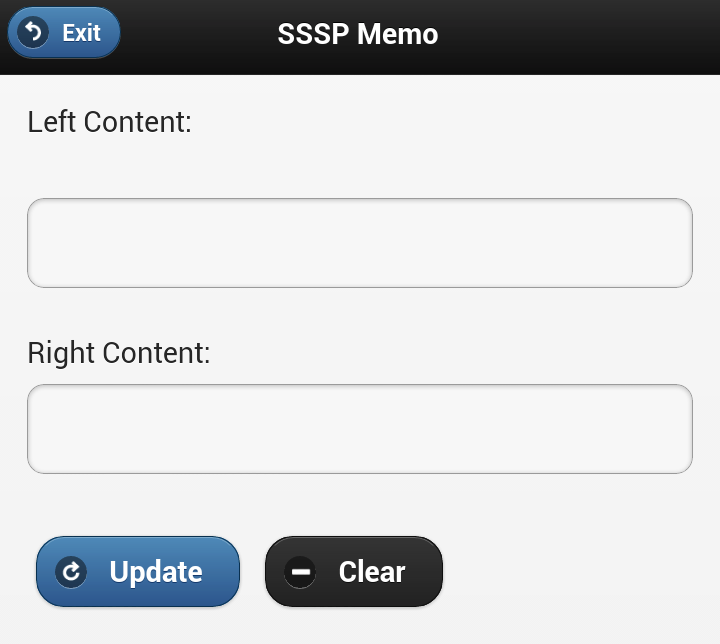 Exit
SSSP Memo
Left Content:
Right Content:
Update
Clear